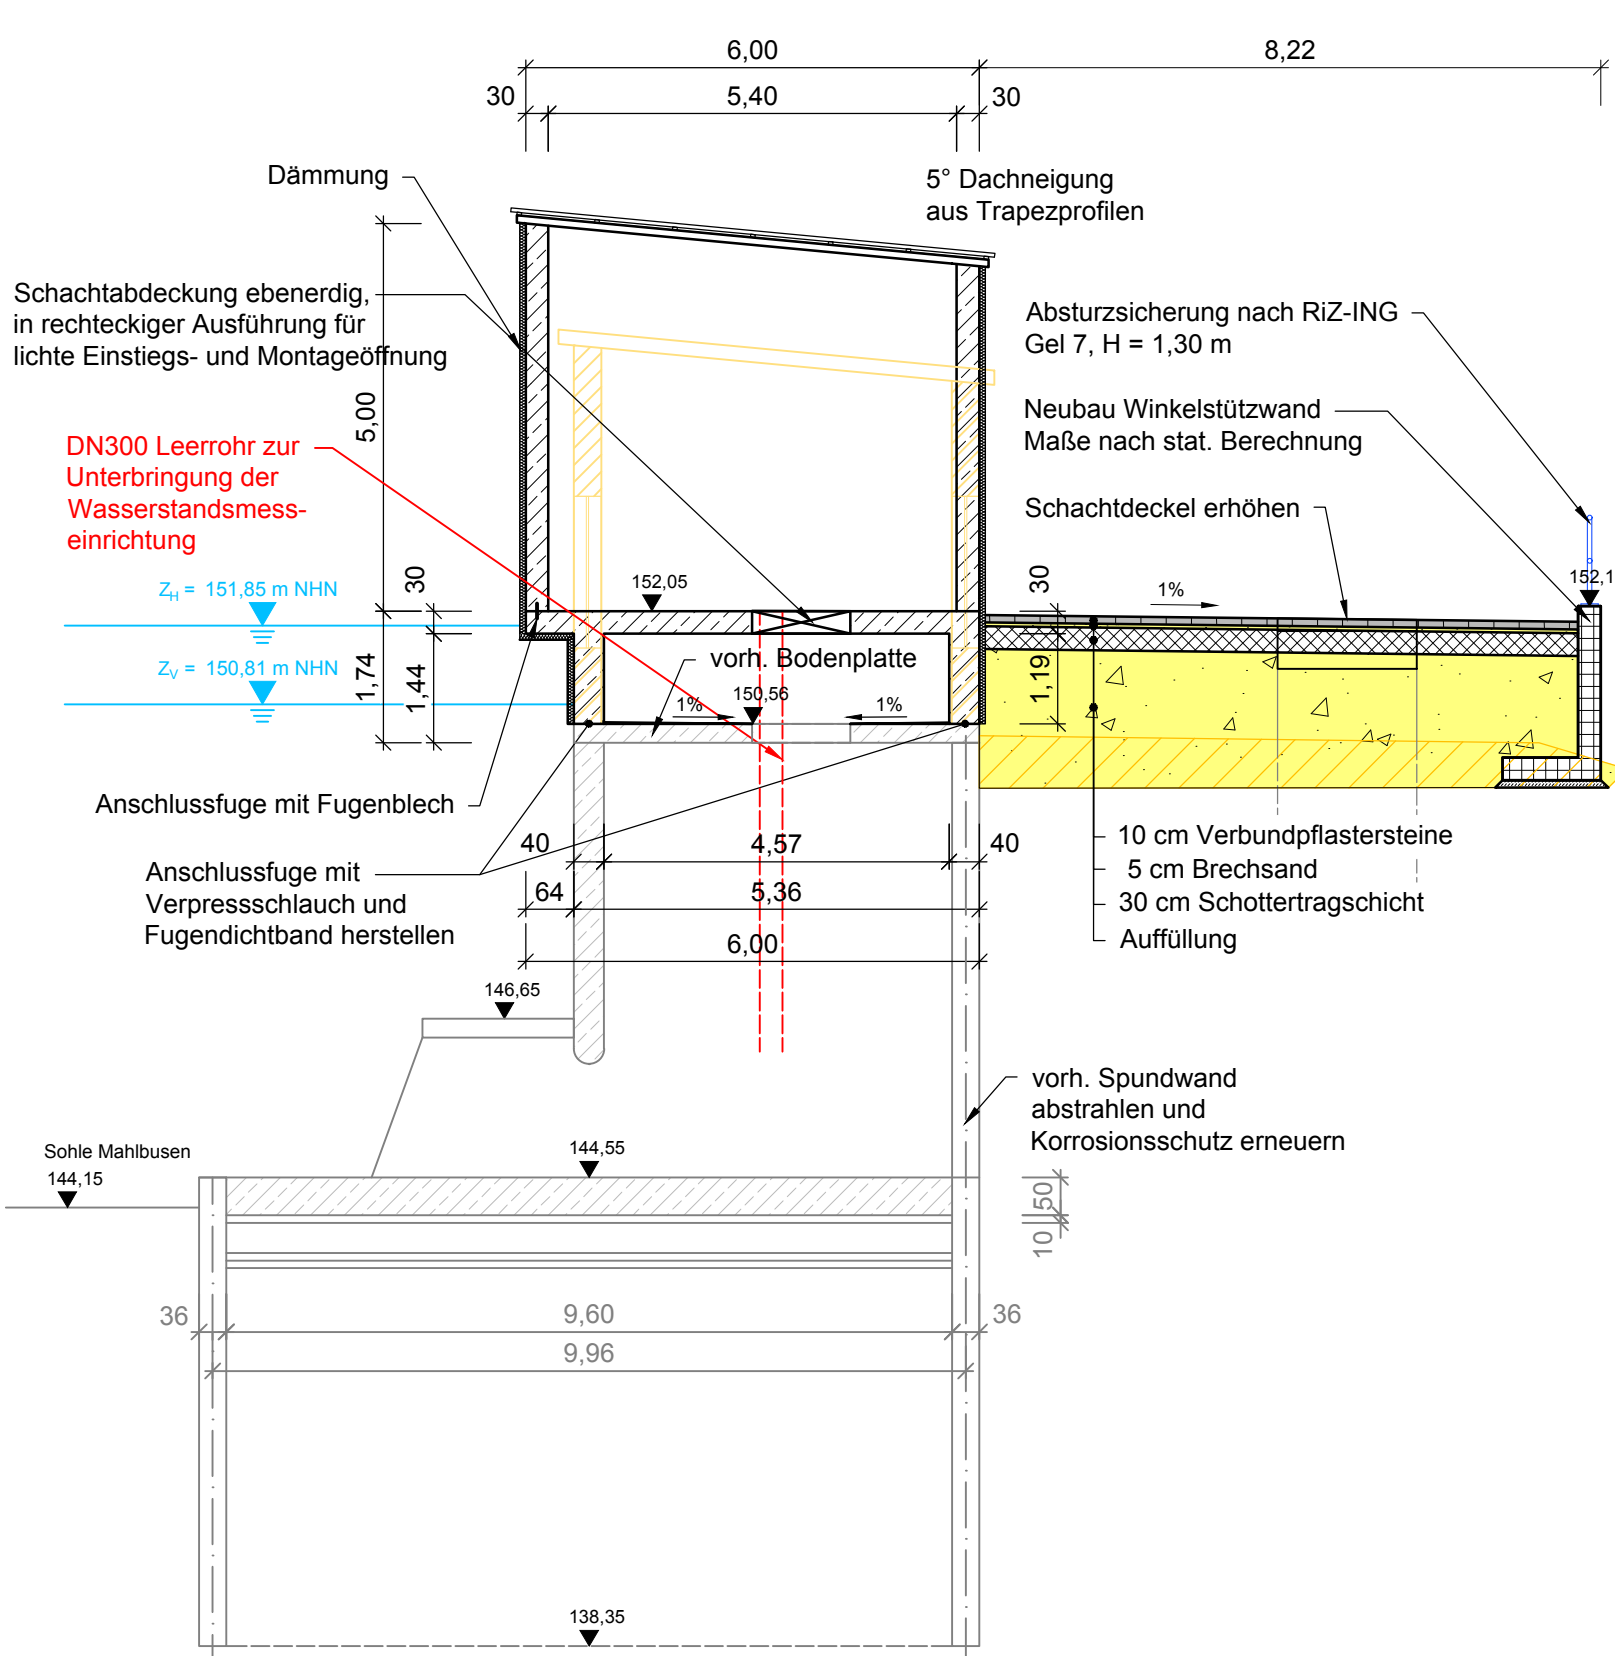 6,00
8,22
30
5,40
30
Dämmung
5° Dachneigung
aus Trapezprofilen
Schachtabdeckung ebenerdig,
in rechteckiger Ausführung für
lichte Einstiegs- und Montageöffnung
Absturzsicherung nach RiZ-ING
Gel 7, H = 1,30 m
5,00
Neubau Winkelstützwand
Maße nach stat. Berechnung
DN300 Leerrohr zur
Unterbringung der
Wasserstandsmess-
einrichtung
Schachtdeckel erhöhen
ZH = 151,85 m NHN
30
152,05
30
1%
152,1
ZV = 150,81 m NHN
1,74
1,44
vorh. Bodenplatte
1,19
1%
150,56
1%
Anschlussfuge mit Fugenblech
40
4,57
40
10 cm Verbundpflastersteine
5 cm Brechsand
30 cm Schottertragschicht
Auffüllung
Anschlussfuge mit
Verpressschlauch und
Fugendichtband herstellen
64
5,36
6,00
146,65
vorh. Spundwand
abstrahlen und
Korrosionsschutz erneuern
Sohle Mahlbusen
144,15
144,55
50
10
36
9,60
36
9,96
138,35